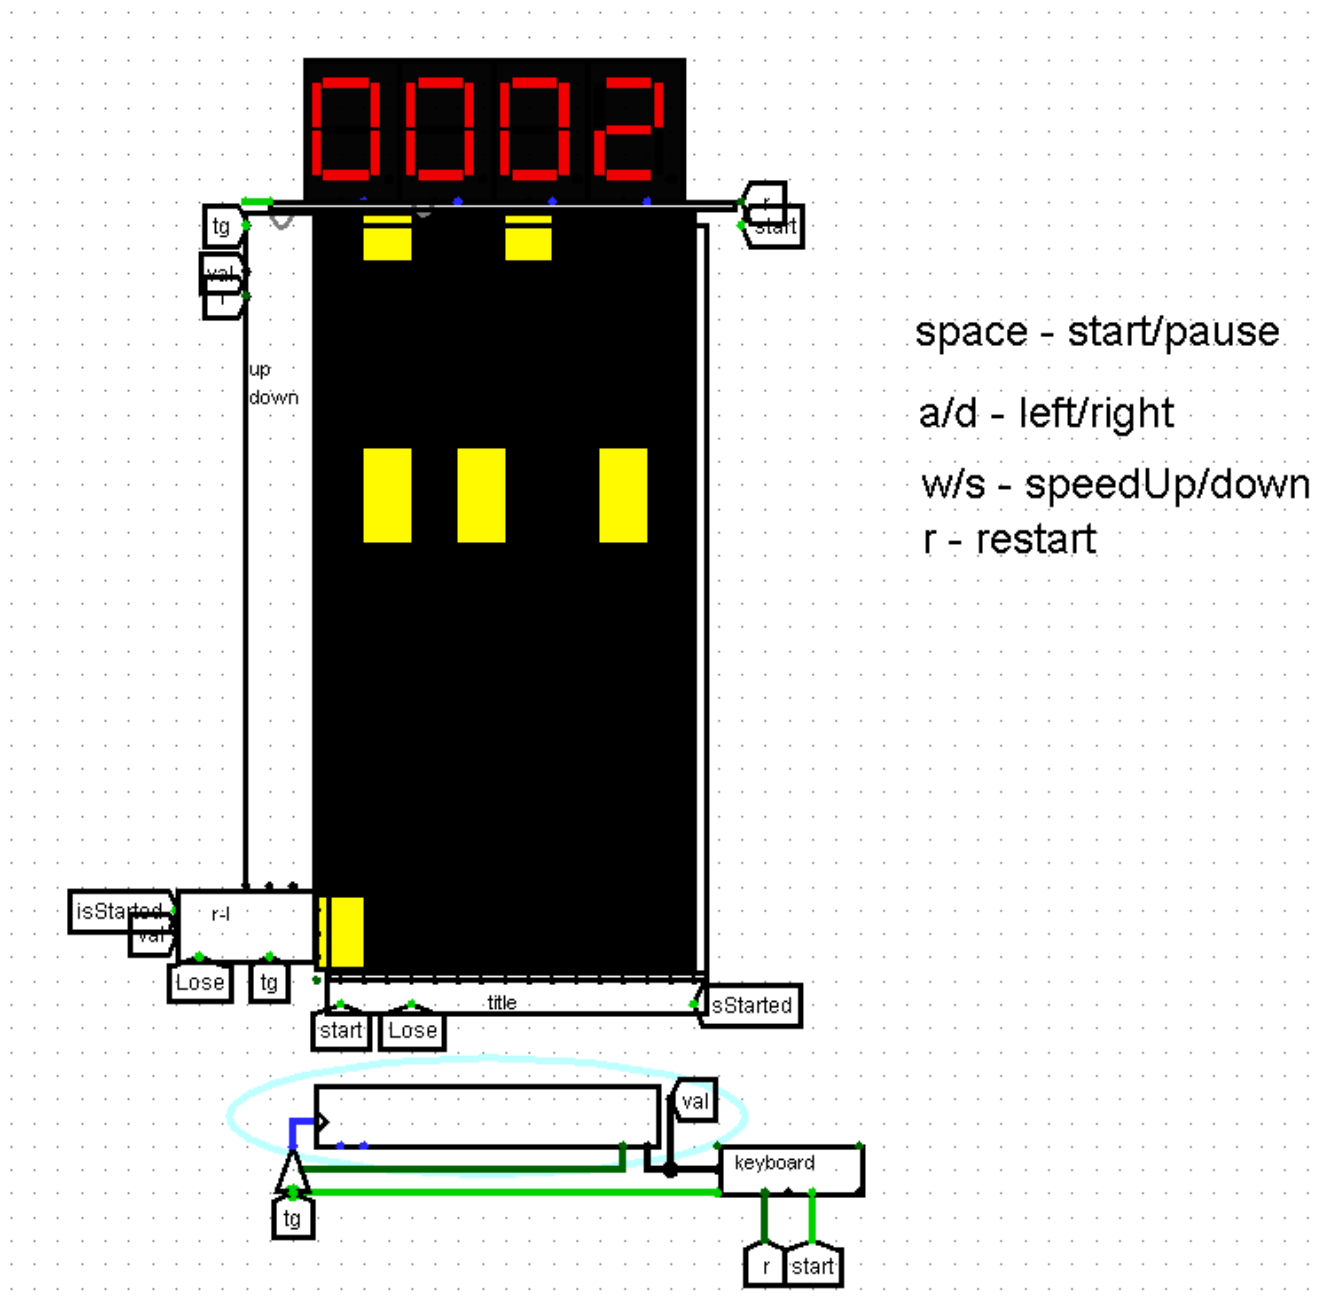 0002
r
tg
start
val
r
up
down
space - start/pause
a/d - left/right
w/s - speedUp/down
r - restart
isStarted
r-l
val
Lose
tg
title
sStarted
start
Lose
val
keyboard
tg
r
start